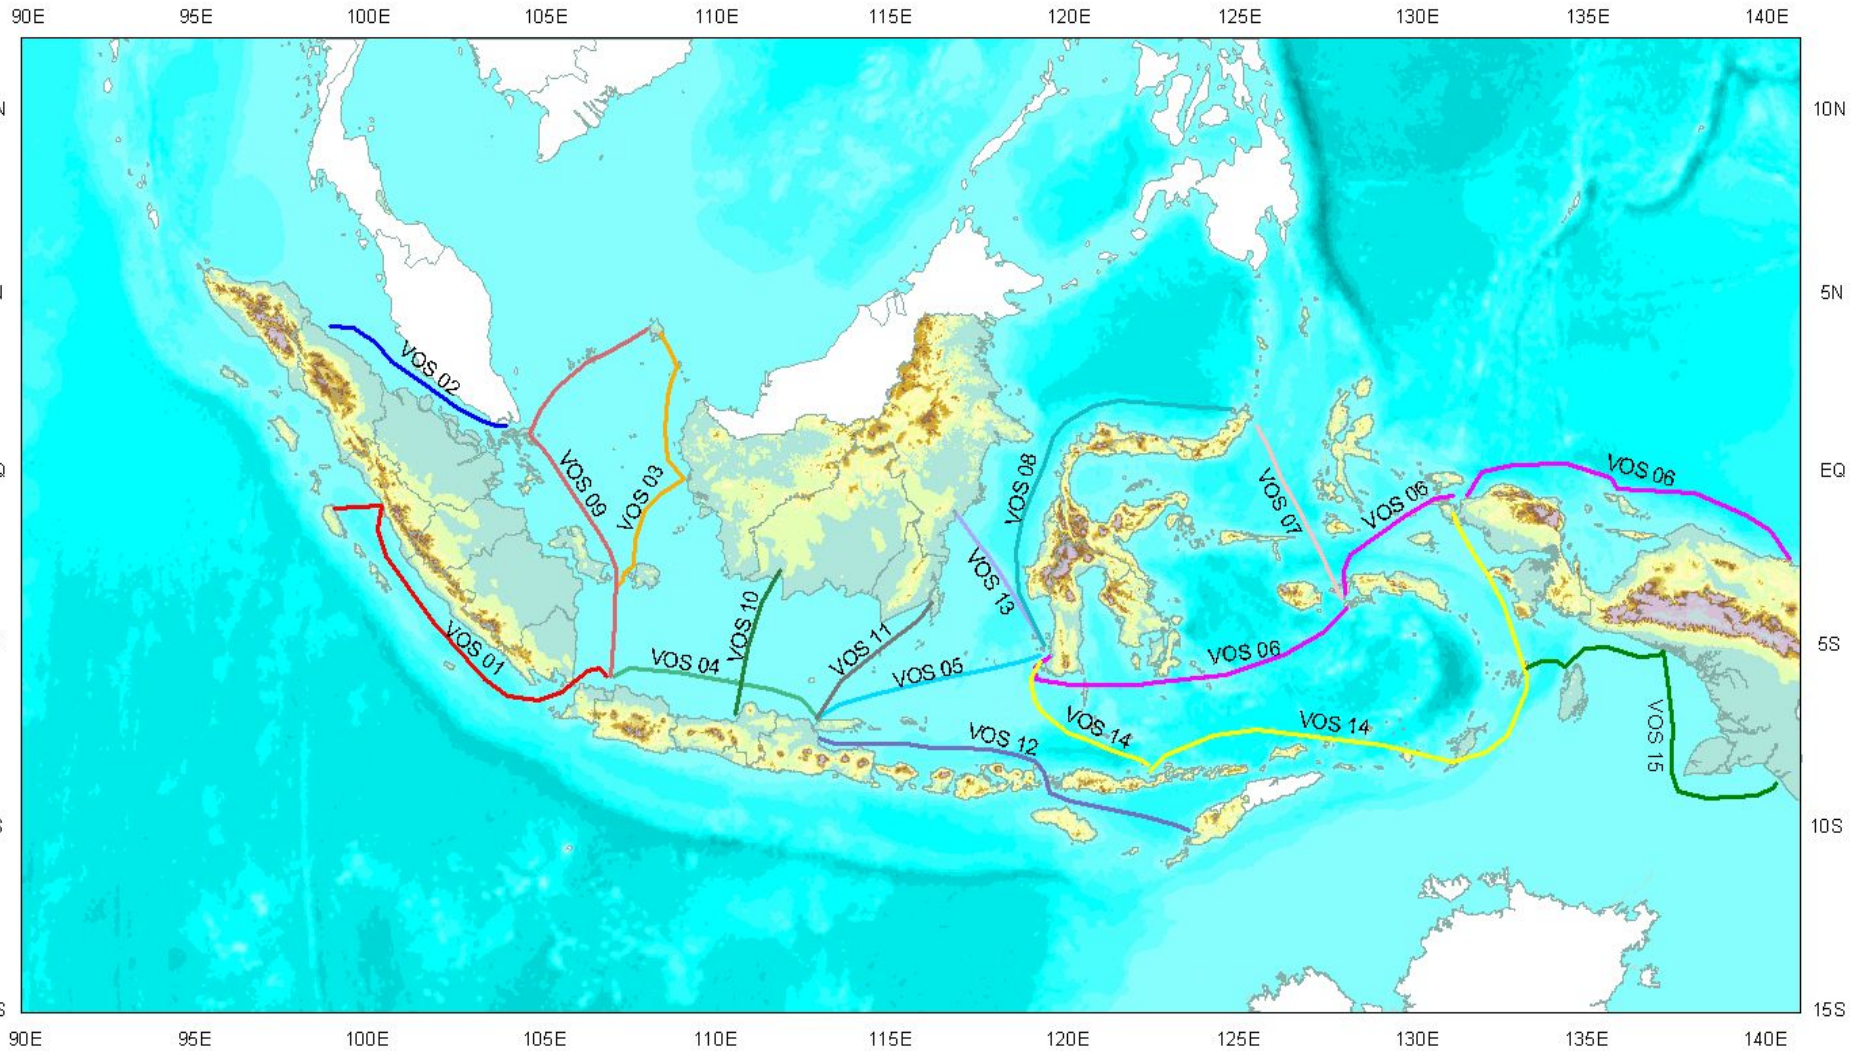 90E 95E 100E 105E 110E 115E 120E 125E 130E 135E 140E
N 10N
N 5N
VOS 02
VOS 08
VOS 09
VOS 03
VOS 07
VOS 06
VOS 06
Q EQ
VOS 13
VOS 10
VOS 11
VOS 01
VOS 04
VOS 05
VOS 06
5S
VOS 12
VOS 14
VOS 14
VOS 15
S 10S
S 15S
90E 95E 100E 105E 110E 115E 120E 125E 130E 135E 140E